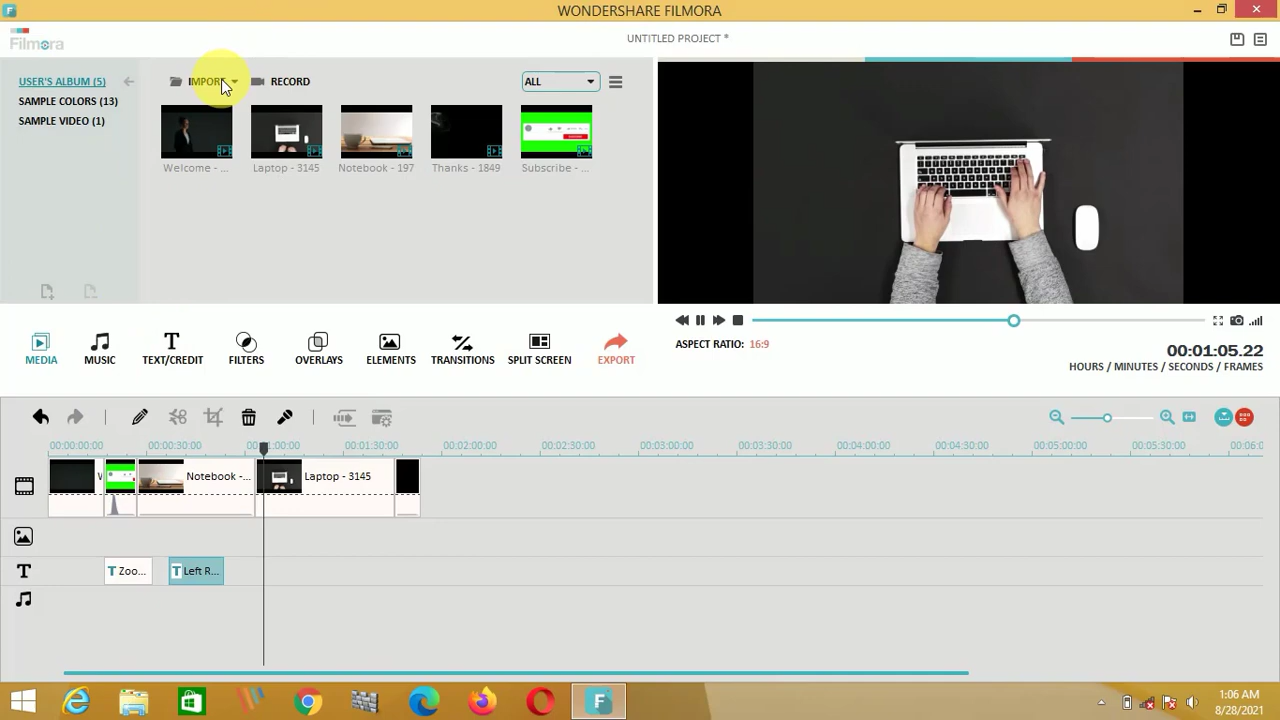 WONDERSHARE FILMORA
Filmora
UNTITLED PROJECT *
USER'S ALBUM (5)
IMPORT
RECORD
ALL
SAMPLE COLORS (13)
SAMPLE VIDEO (1)
Welcome - ...
Laptop - 3145
Notebook - 197
Thanks - 1849
Subscribe - ...
MEDIA
MUSIC
TEXT/CREDIT
FILTERS
OVERLAYS
ELEMENTS
TRANSITIONS
SPLIT SCREEN
EXPORT
ASPECT RATIO: 16:9
00:01:05.22
HOURS / MINUTES / SECONDS / FRAMES
00:00:00:00
00:00:30:00
00:01:00:00
00:01:30:00
00:02:00:00
00:02:30:00
00:03:00:00
00:03:30:00
00:04:00:00
00:04:30:00
00:05:00:00
00:05:30:00
00:06:0
Notebook -...
Laptop - 3145
T Zoo...
T Left R...
1:06 AM
8/28/2021